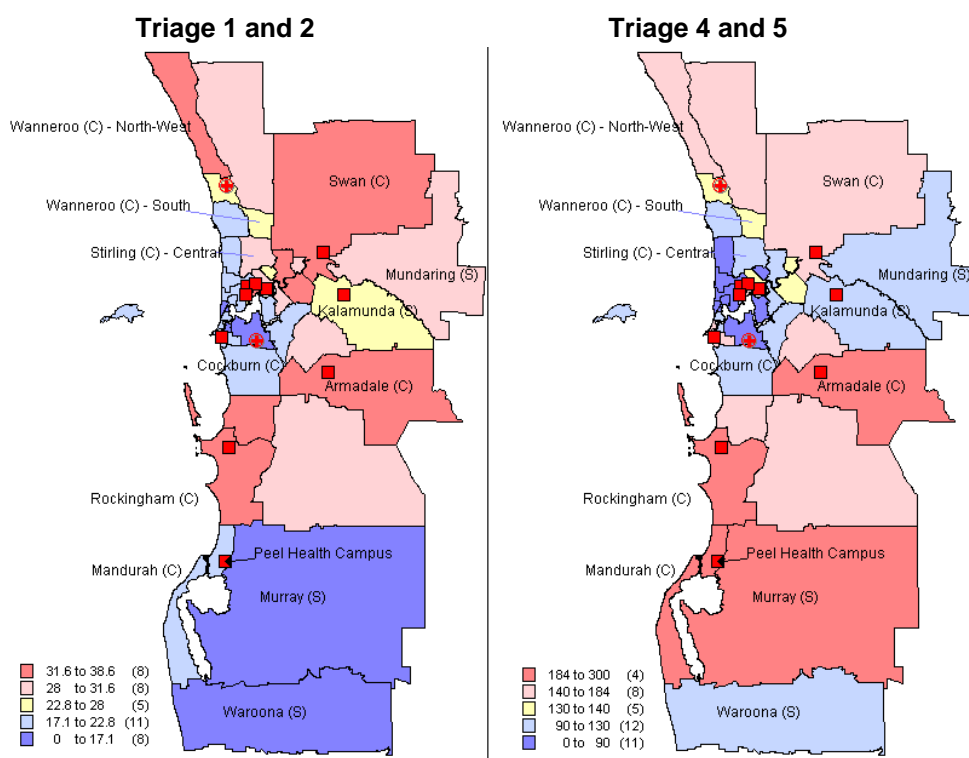 Triage 1 and 2
Wanneroo (C) - North-West
Swan (C)
Wanneroo (C) - South
Stirling (C) - Central
Mundaring (S)
Kalamunda (S)
Cockburn (C)
Armadale (C)
Rockingham (C)
Peel Health Campus
Mandurah (C)
Murray (S)
Waroona (S)
31.6 to 38.6 (8)
28 to 31.6 (8)
22.8 to 28 (5)
17.1 to 22.8 (11)
0 to 17.1 (8)
Triage 4 and 5
Wanneroo (C) - North-West
Swan (C)
Wanneroo (C) - South
Stirling (C) - Central
Mundaring (S)
Kalamunda (S)
Cockburn (C)
Armadale (C)
Rockingham (C)
Peel Health Campus
Mandurah (C)
Murray (S)
Waroona (S)
184 to 300 (4)
140 to 184 (8)
130 to 140 (5)
90 to 130 (12)
0 to 90 (11)